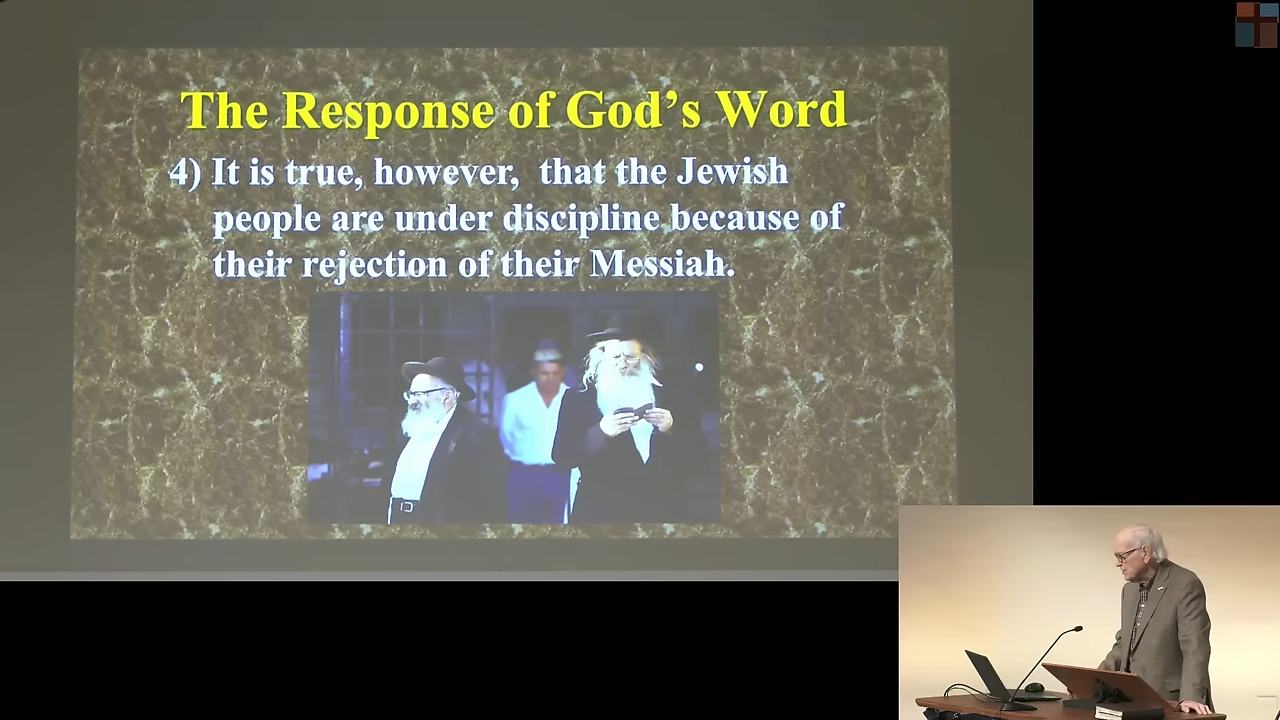 The Response of God's Word
4) It is true, however, that the Jewish
people are under discipline because of
their rejection of their Messiah.